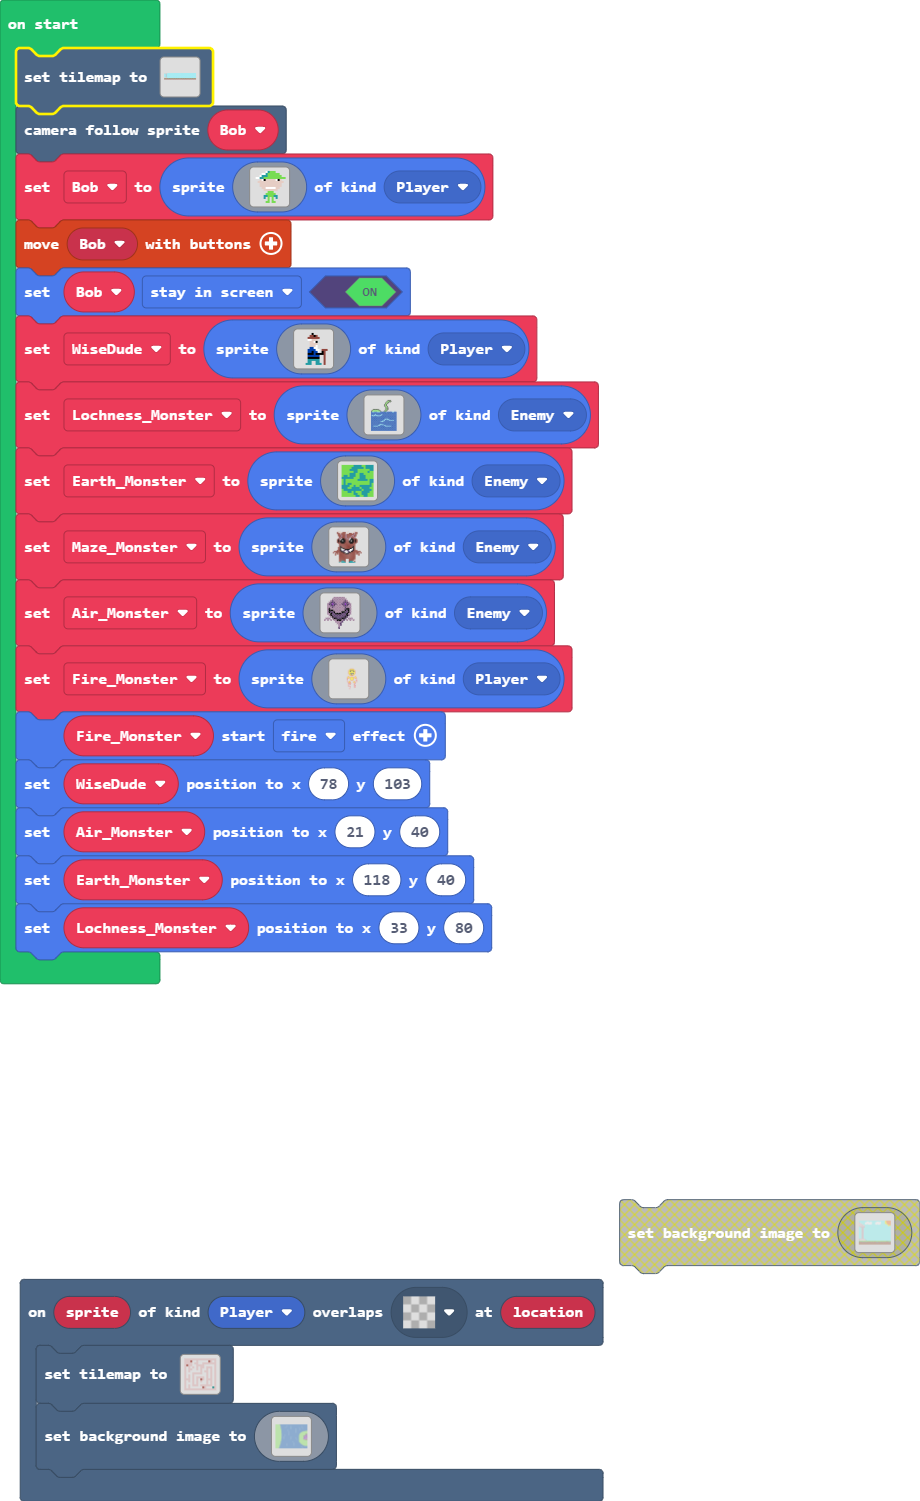 on start
set tilemap to
camera follow sprite Bob
set Bob to sprite of kind Player
move Bob with buttons
set Bob stay in screen ON
set WiseDude to sprite of kind Player
set Lochness_Monster to sprite of kind Enemy
set Earth_Monster to sprite of kind Enemy
set Maze_Monster to sprite of kind Enemy
set Air_Monster to sprite of kind Enemy
set Fire_Monster to sprite of kind Player
Fire_Monster start fire effect
set WiseDude position to x 78 y 103
set Air_Monster position to x 21 y 40
set Earth_Monster position to x 118 y 40
set Lochness_Monster position to x 33 y 80
set background image to
on sprite of kind Player overlaps at location
set tilemap to
set background image to